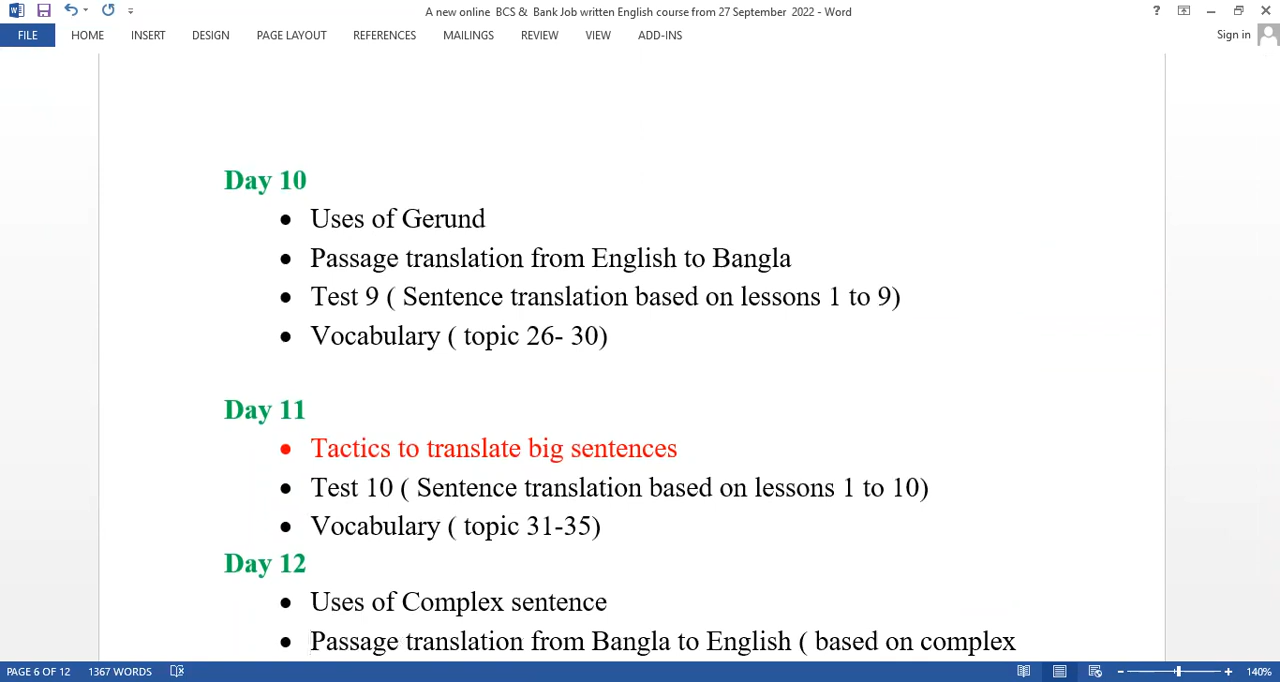 A new online BCS & Bank Job written English course from 27 September 2022 - Word
?
FILE HOME INSERT DESIGN PAGE LAYOUT REFERENCES MAILINGS REVIEW VIEW ADD-INS Sign in
Day 10
• Uses of Gerund
• Passage translation from English to Bangla
• Test 9 ( Sentence translation based on lessons 1 to 9)
• Vocabulary ( topic 26- 30)
Day 11
• Tactics to translate big sentences
• Test 10 ( Sentence translation based on lessons 1 to 10)
• Vocabulary ( topic 31-35)
Day 12
• Uses of Complex sentence
• Passage translation from Bangla to English ( based on complex
PAGE 6 OF 12 1367 WORDS 140%